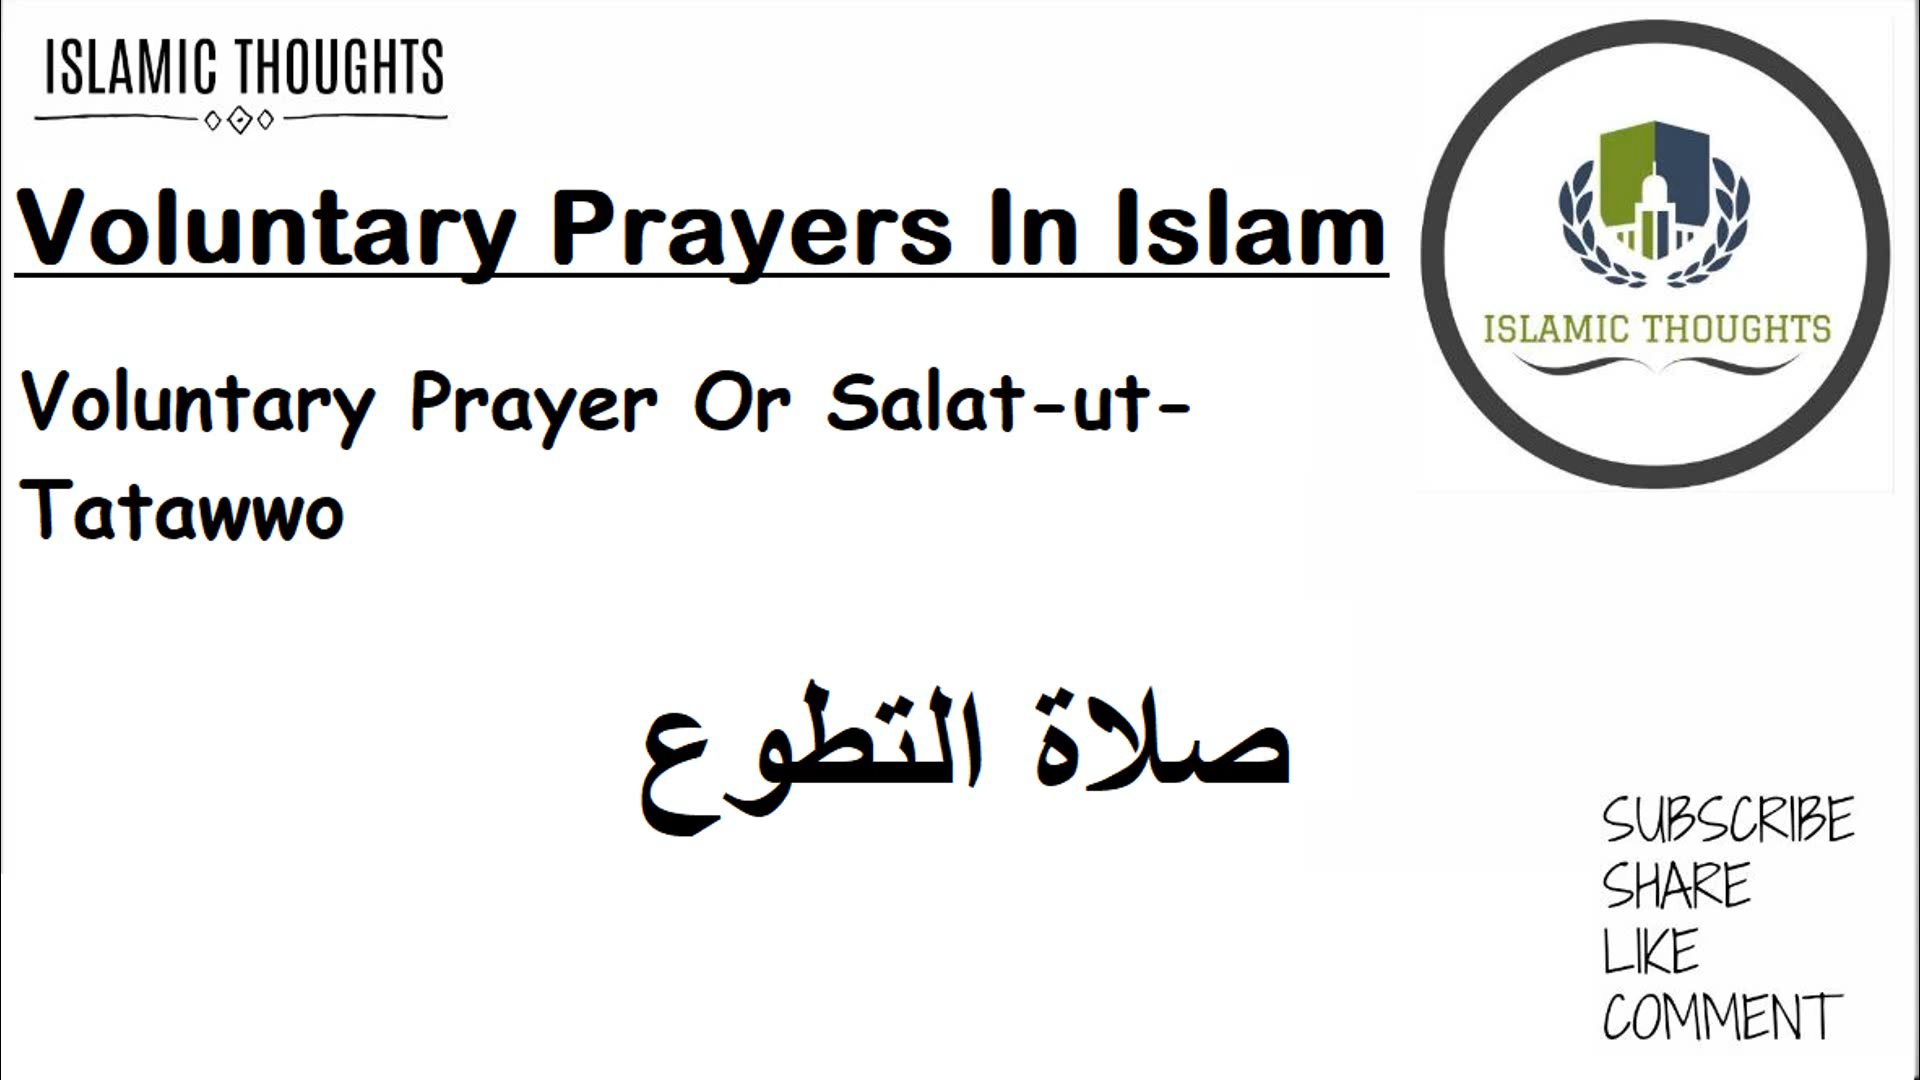 ISLAMIC THOUGHTS
Voluntary Prayers In Islam
ISLAMIC THOUGHTS
Voluntary Prayer Or Salat-ut-
Tatawwo
صلاة التطوع
SUBSCRIBE
SHARE
LIKE
COMMENT